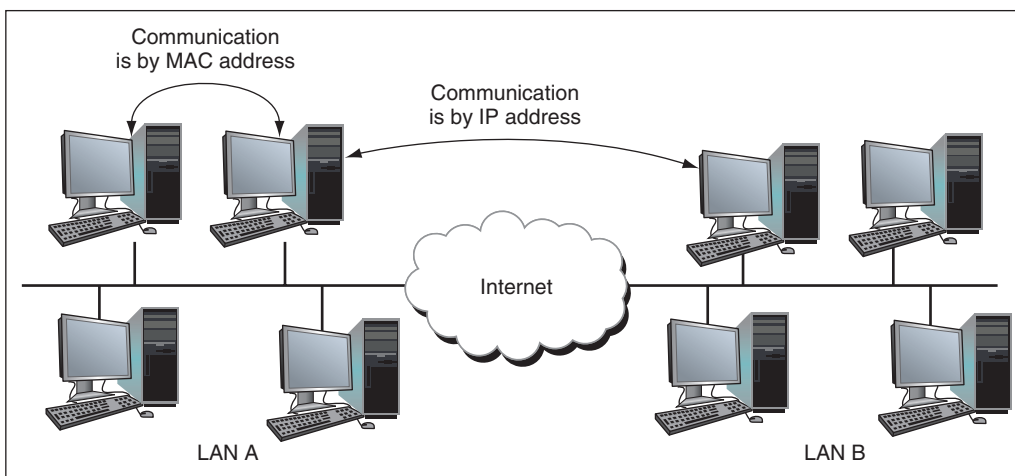 Communication
is by MAC address
Communication
is by IP address
Internet
LAN A
LAN B